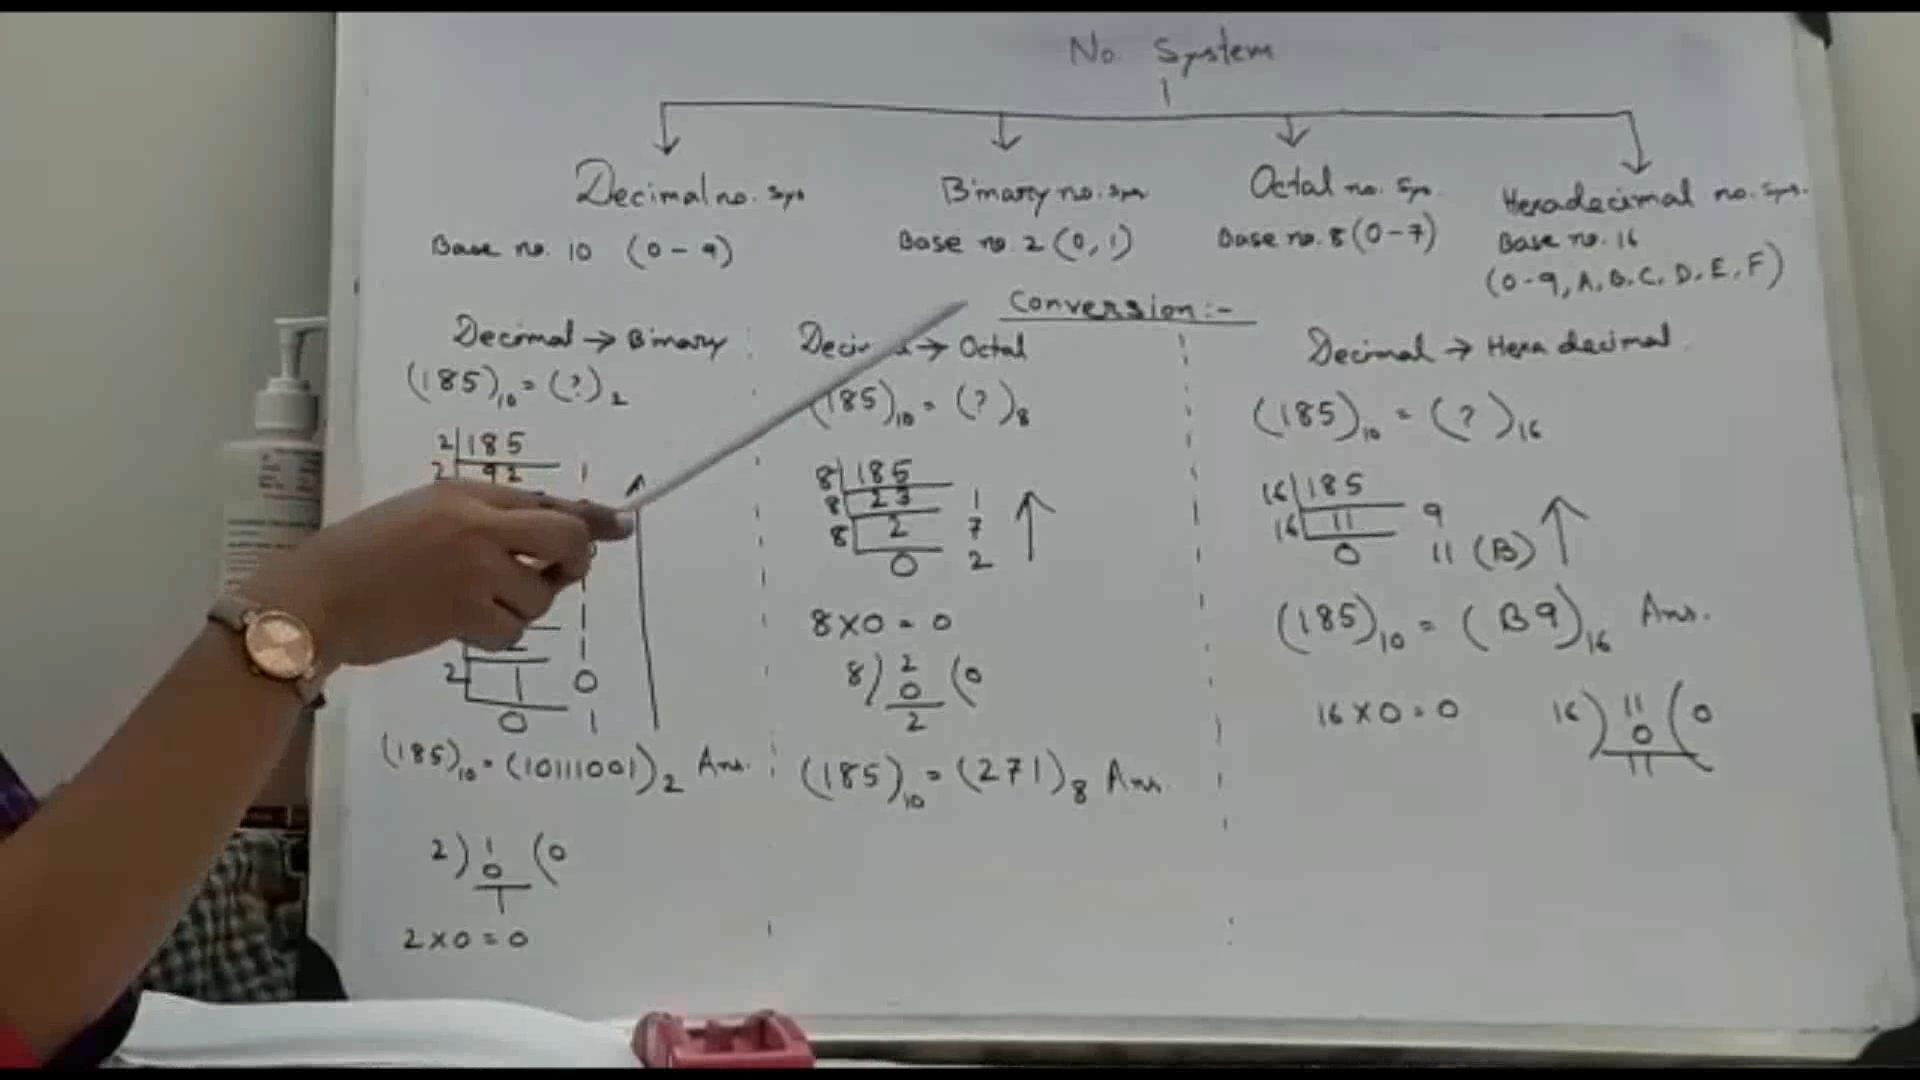 No. System
Decimal no. Sys
Base no. 10 (0 - 9)
Binary no. Sys
Base no. 2 (0, 1)
Octal no. Sys.
Base no. 8 (0 - 7)
Hexadecimal no. Sys.
Base no. 16
(0-9, A, B, C, D, E, F)
Conversion :-
Decimal → Binary
(185)₁₀ = (?)₂
2 185
2 92 1
2 1 0
0 1
(185)₁₀ = (10111001)₂ Ans.
2) 1 (0
0
1
2 × 0 = 0
→ Octal
(185)₁₀ = (?)₈
8 185
8 23 1
8 2 7
0 2
8 × 0 = 0
8) 2 (0
0
2
(185)₁₀ = (271)₈ Ans.
Decimal → Hexadecimal
(185)₁₀ = (?)₁₆
16 185
16 11 9
0 11 (B)
(185)₁₀ = (B9)₁₆ Ans.
16 × 0 = 0
16) 11 (0
0
11